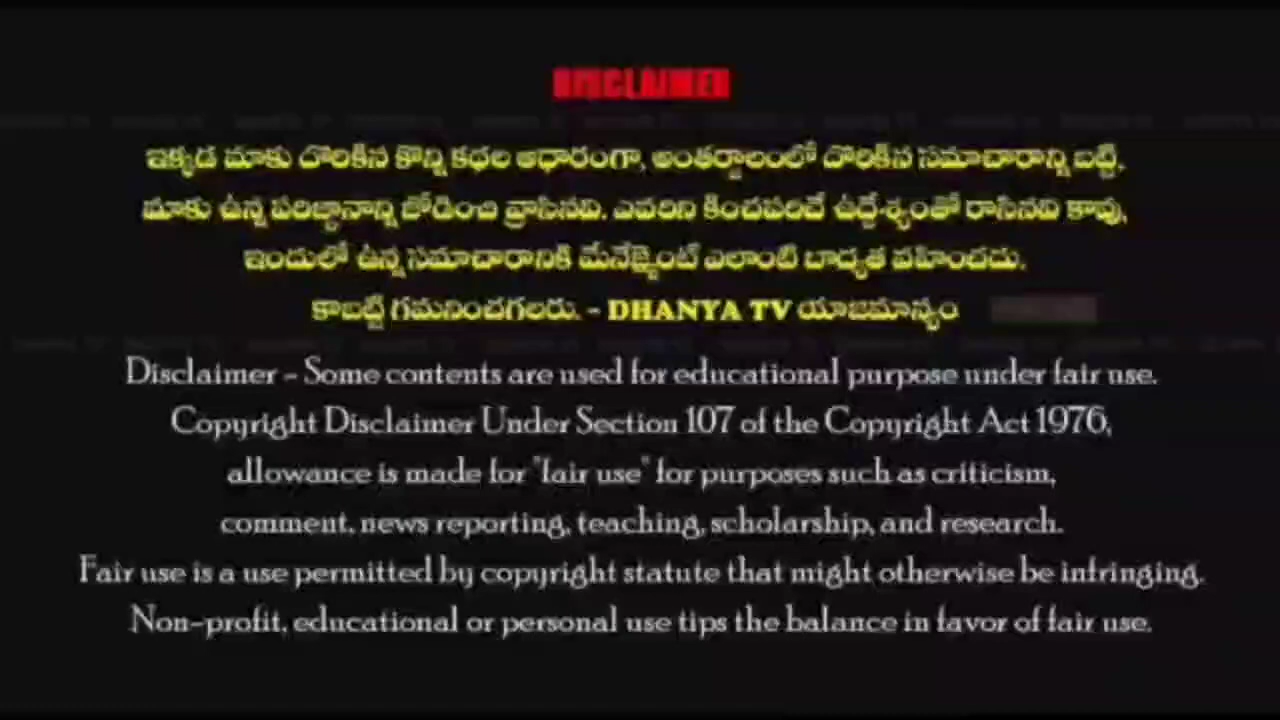 DISCLAIMER
ఇక్కడ మాకు దొరికిన కొన్ని కథల ఆధారంగా, అంతర్జాలంలో దొరికిన సమాచారాన్ని బట్టి,
మాకు ఉన్న పరిజ్ఞానాన్ని జోడించి వ్రాసినవి. ఎవరిని కించపరిచే ఉద్దేశ్యంతో రాసినవి కావు,
ఇందులో ఉన్న సమాచారానికి మేనేజ్మెంట్ ఎలాంటి బాధ్యత వహించదు.
కాబట్టి గమనించగలరు. - DHANYA TV యాజమాన్యం
Disclaimer - Some contents are used for educational purpose under fair use.
Copyright Disclaimer Under Section 107 of the Copyright Act 1976,
allowance is made for "fair use" for purposes such as criticism,
comment, news reporting, teaching, scholarship, and research.
Fair use is a use permitted by copyright statute that might otherwise be infringing.
Non-profit, educational or personal use tips the balance in favor of fair use.